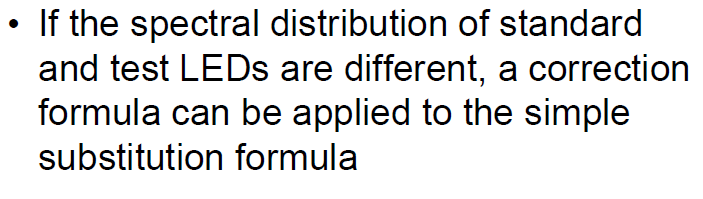 • If the spectral distribution of standard
and test LEDs are different, a correction
formula can be applied to the simple
substitution formula